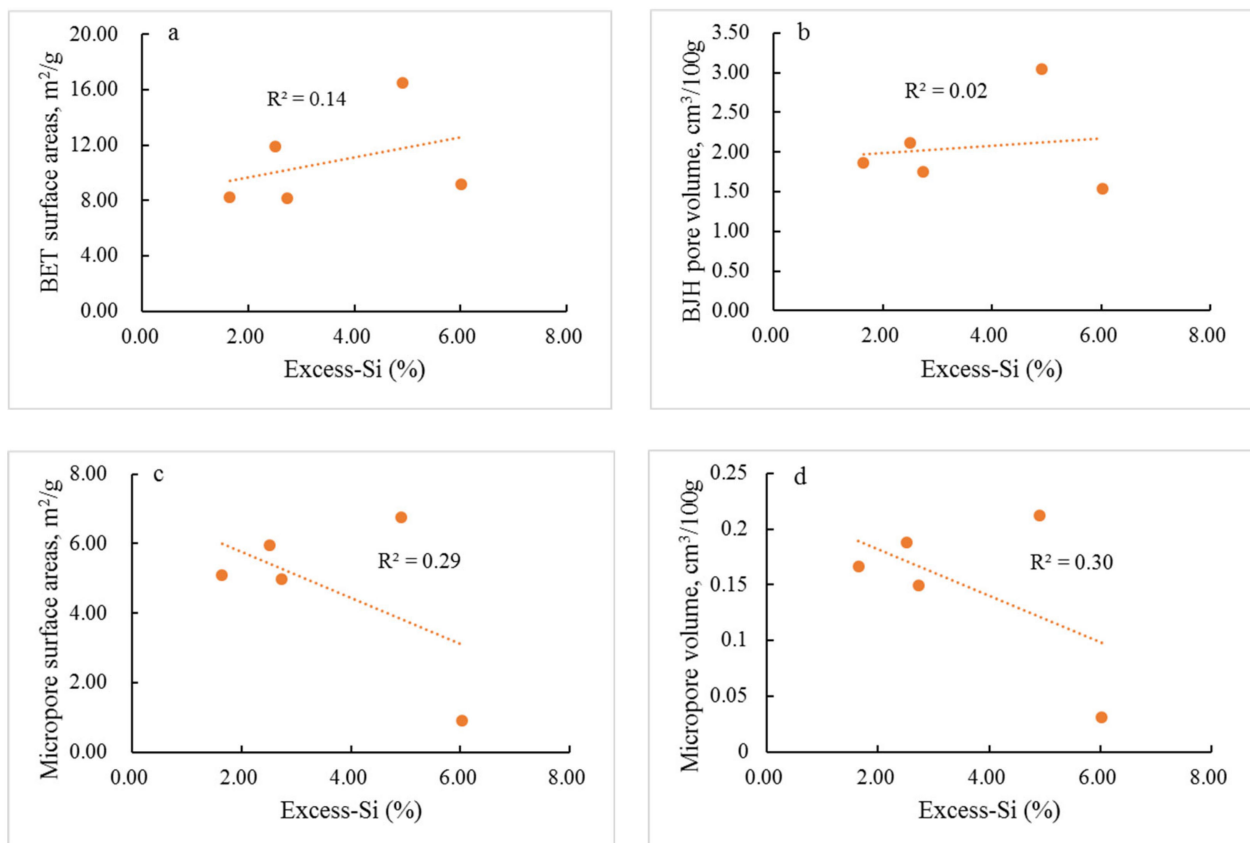 a
20.00
16.00
12.00
8.00
4.00
0.00
BET surface areas, m²/g
R² = 0.14
0.00 2.00 4.00 6.00 8.00
Excess-Si (%)
b
3.50
3.00
2.50
2.00
1.50
1.00
0.50
0.00
BJH pore volume, cm³/100g
R² = 0.02
0.00 2.00 4.00 6.00 8.00
Excess-Si (%)
c
8.00
6.00
4.00
2.00
0.00
Micropore surface areas, m²/g
R² = 0.29
0.00 2.00 4.00 6.00 8.00
Excess-Si (%)
d
0.25
0.2
0.15
0.1
0.05
0
Micropore volume, cm³/100g
R² = 0.30
0.00 2.00 4.00 6.00 8.00
Excess-Si (%)